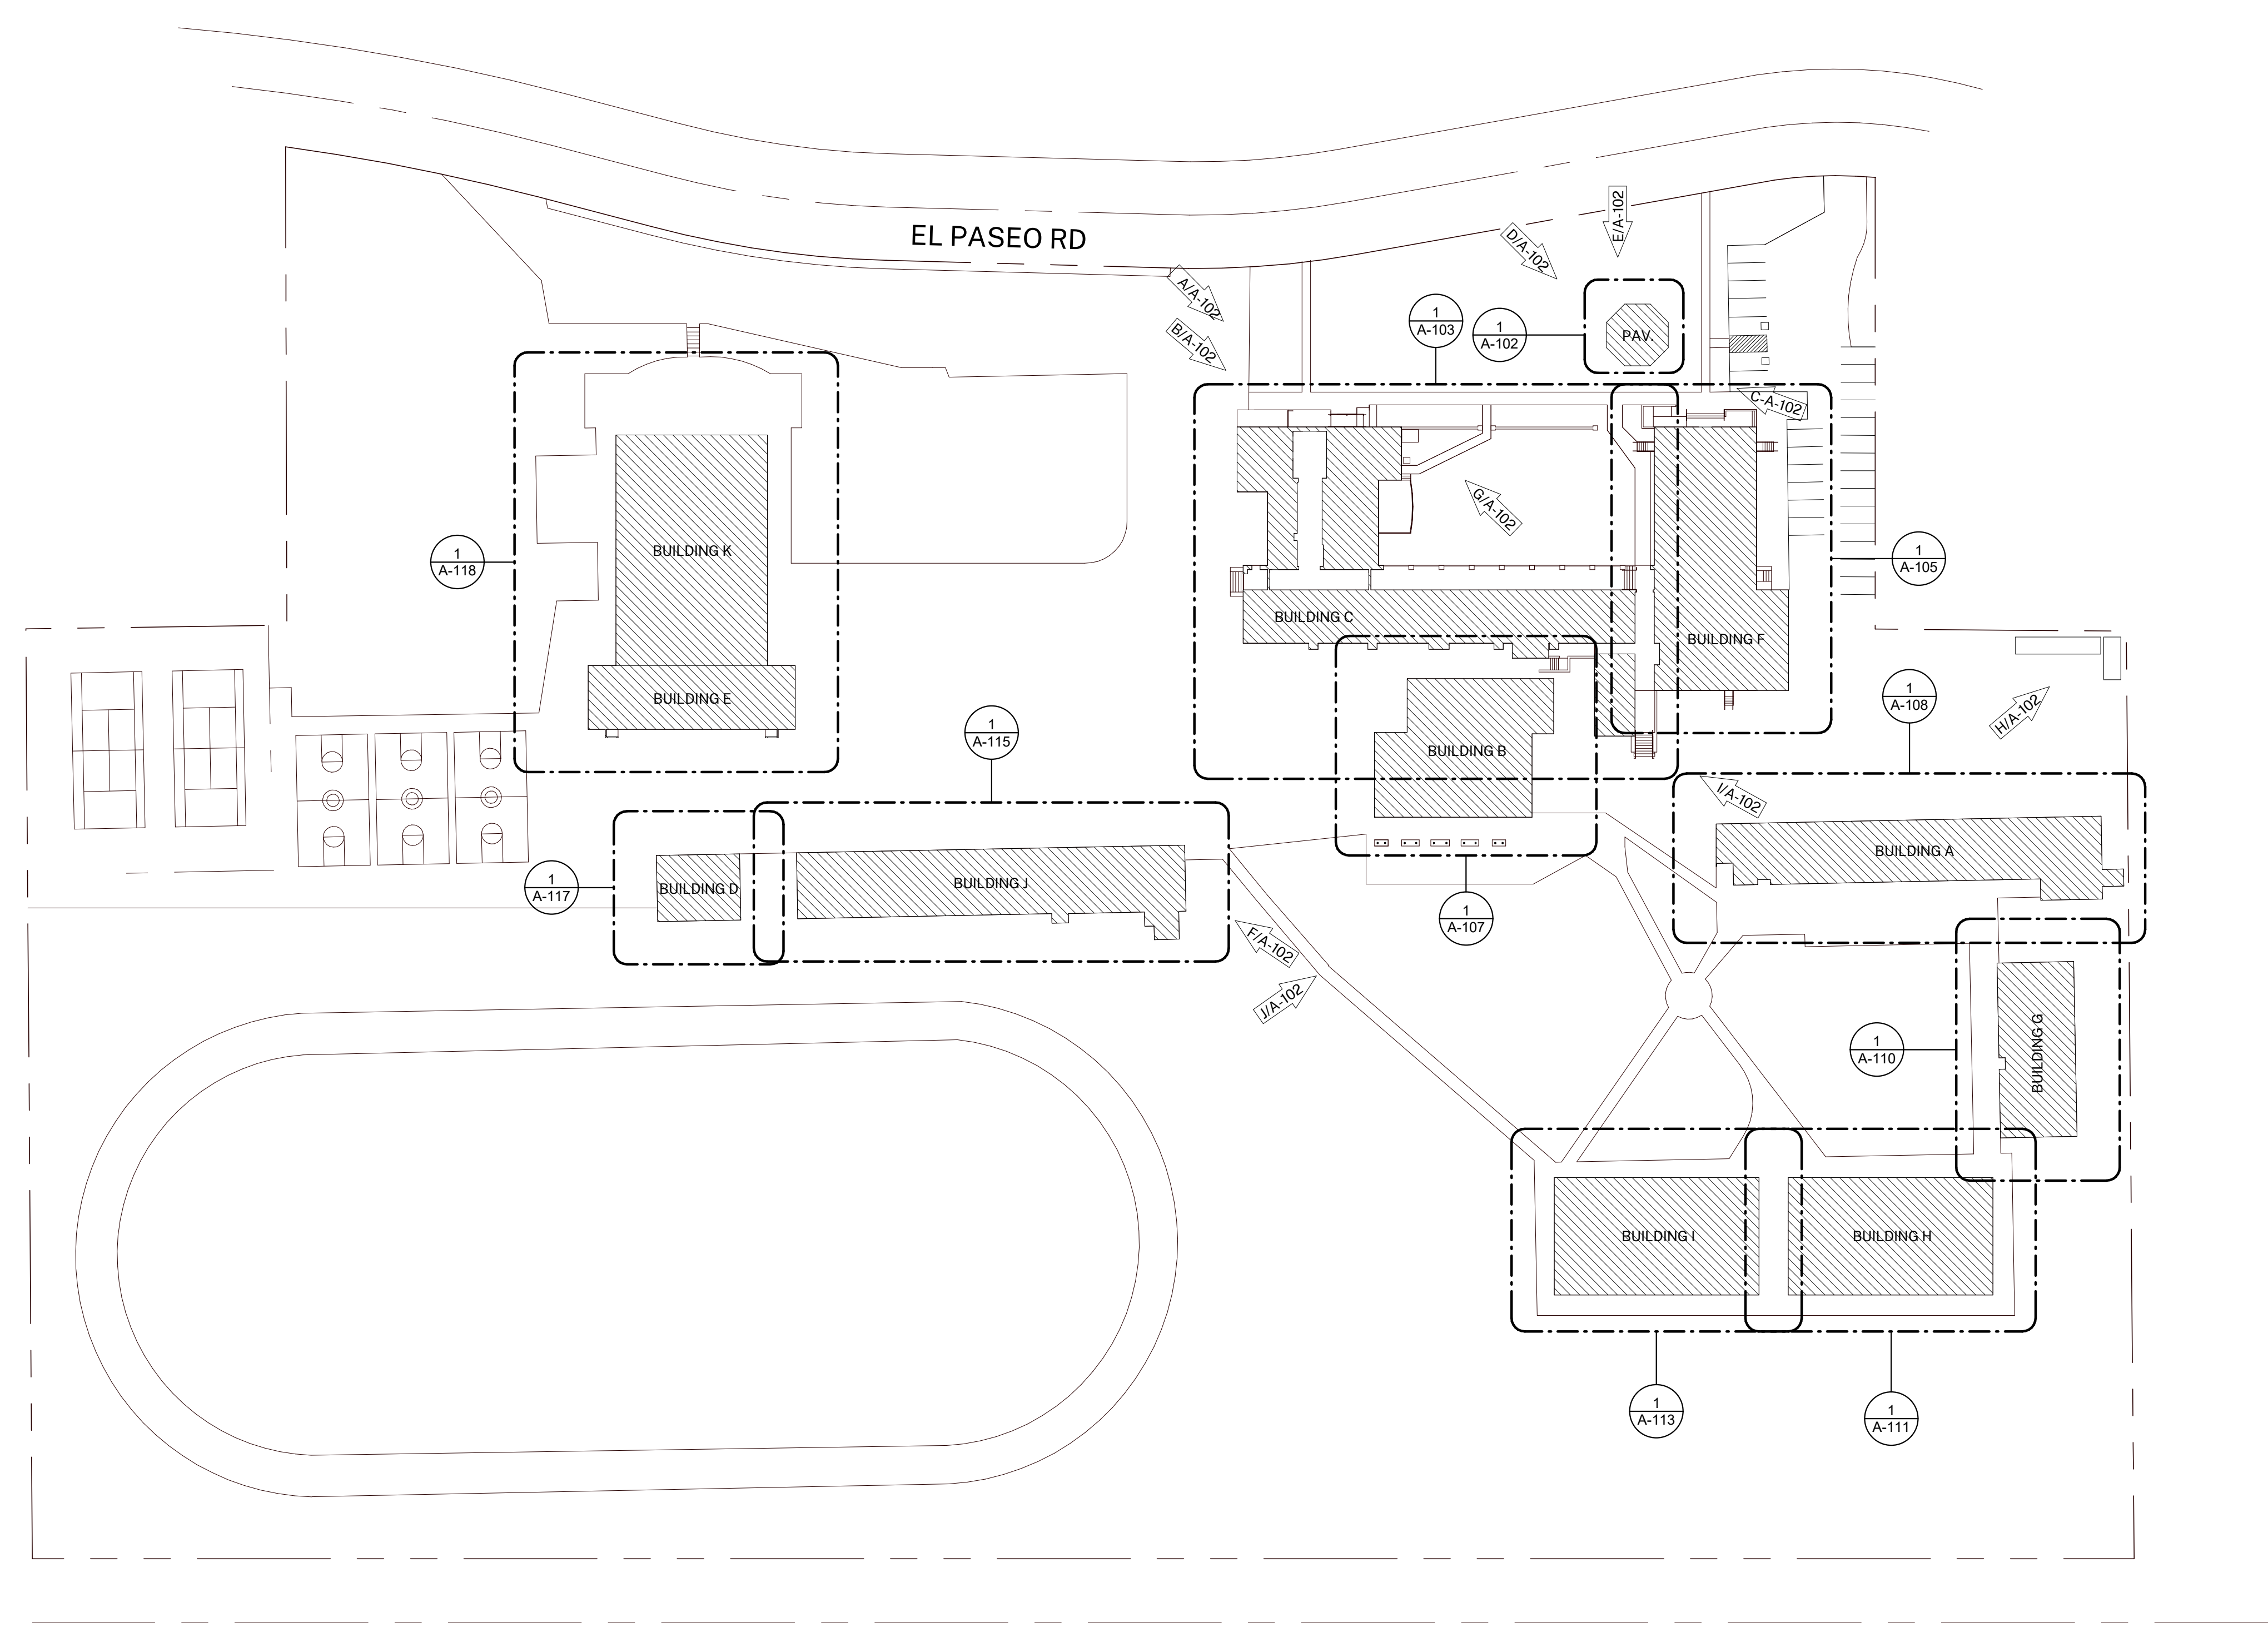 EL PASEO RD
E/A-102
D/A-102
A/A-102
B/A-102
1
A-103
1
A-102
PAV.
C-A-102
G/A-102
1
A-118
BUILDING K
1
A-105
BUILDING C
BUILDING F
BUILDING E
1
A-108
H/A-102
1
A-115
BUILDING B
I/A-102
BUILDING A
1
A-117
BUILDING D
BUILDING J
1
A-107
F/A-102
J/A-102
1
A-110
BUILDING G
BUILDING I
BUILDING H
1
A-113
1
A-111